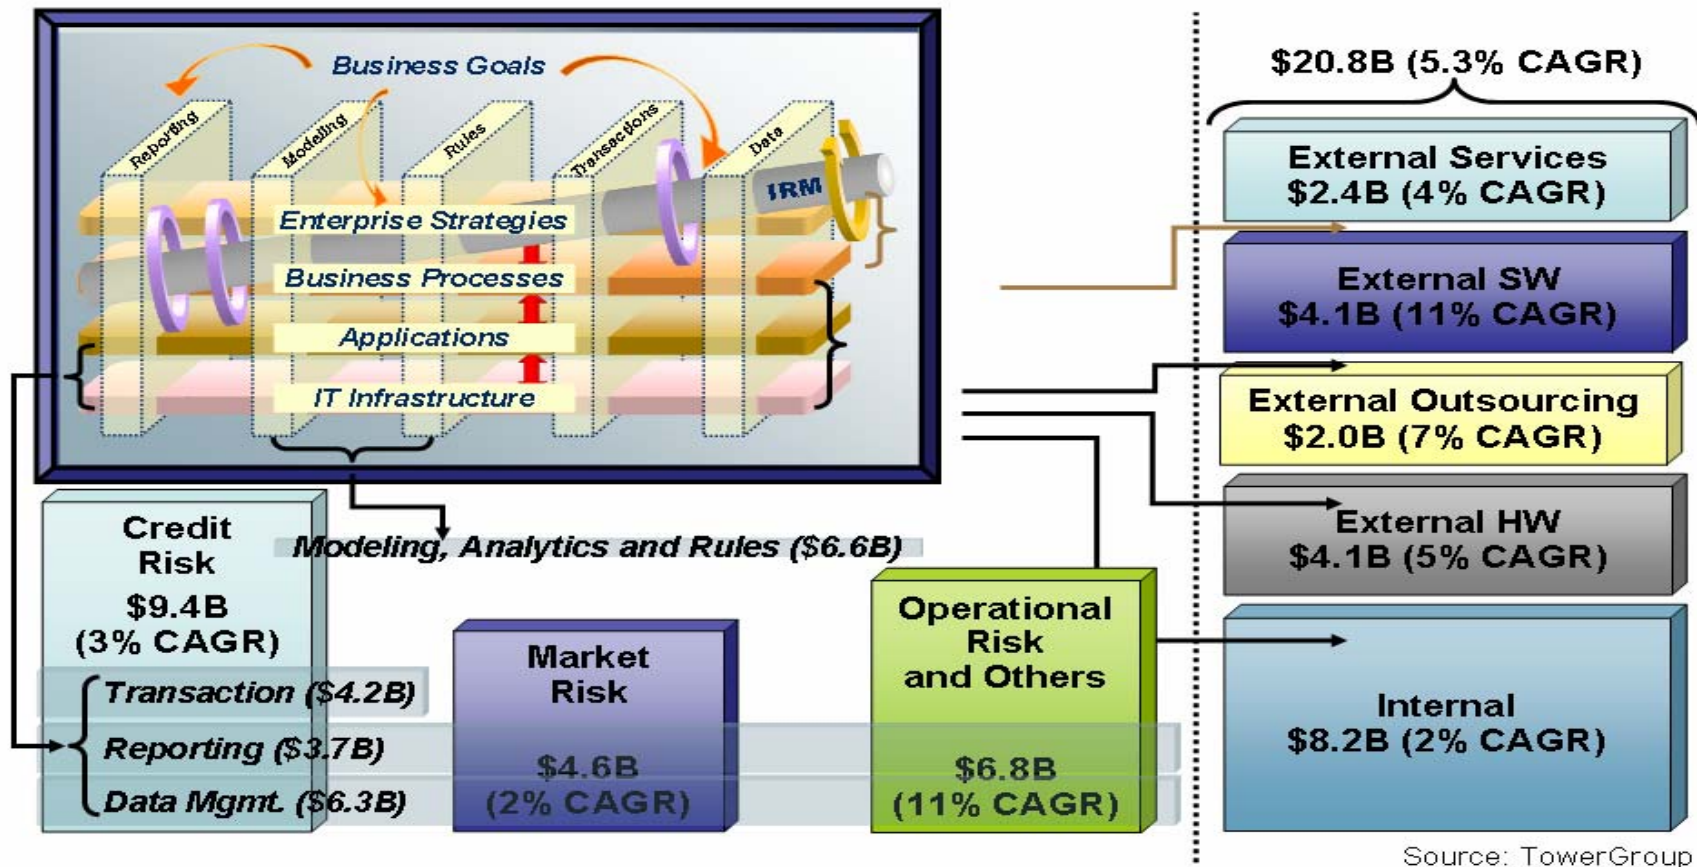 Business Goals
Reporting
Modeling
Rules
Transactions
Data
IRM
Enterprise Strategies
Business Processes
Applications
IT Infrastructure
Modeling, Analytics and Rules ($6.6B)
Credit
Risk
$9.4B
(3% CAGR)
Transaction ($4.2B)
Reporting ($3.7B)
Data Mgmt. ($6.3B)
Market
Risk
$4.6B
(2% CAGR)
Operational
Risk
and Others
$6.8B
(11% CAGR)
$20.8B (5.3% CAGR)
External Services
$2.4B (4% CAGR)
External SW
$4.1B (11% CAGR)
External Outsourcing
$2.0B (7% CAGR)
External HW
$4.1B (5% CAGR)
Internal
$8.2B (2% CAGR)
Source: TowerGroup